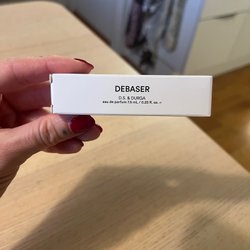 DEBASER
D.S. & DURGA
eau de parfum 1.5 mL / 0.05 fl. oz. ℮